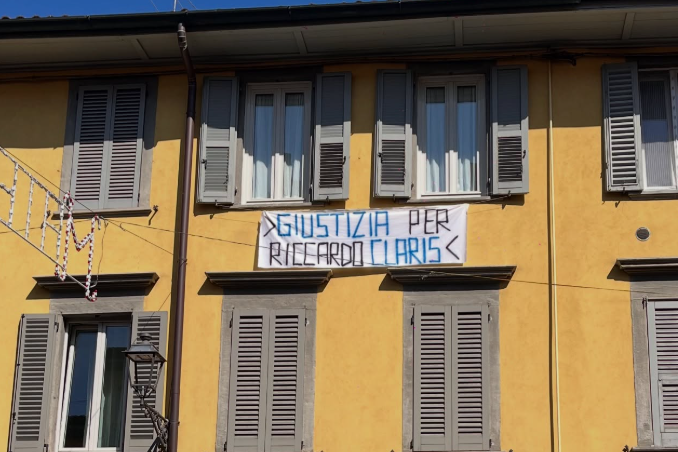 >GIUSTIZIA PER
RICCARDO CLARIS<